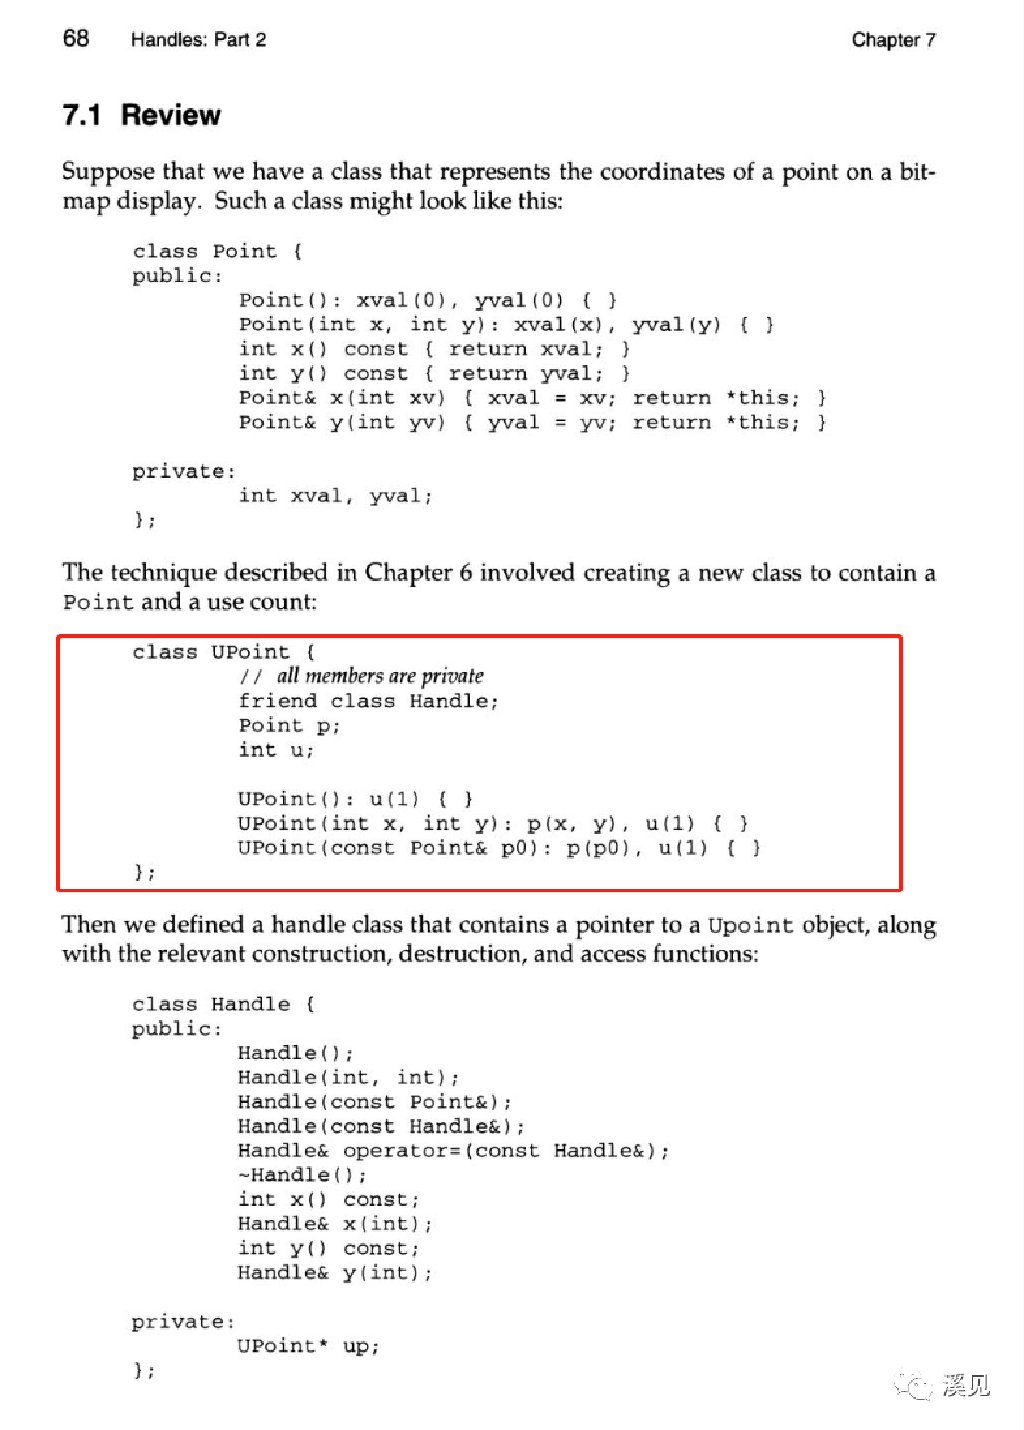 68 Handles: Part 2 Chapter 7
7.1 Review
Suppose that we have a class that represents the coordinates of a point on a bit-
map display. Such a class might look like this:
class Point {
public:
Point(): xval(0), yval(0) { }
Point(int x, int y): xval(x), yval(y) { }
int x() const { return xval; }
int y() const { return yval; }
Point& x(int xv) { xval = xv; return *this; }
Point& y(int yv) { yval = yv; return *this; }
private:
int xval, yval;
};
The technique described in Chapter 6 involved creating a new class to contain a
Point and a use count:
class UPoint {
// all members are private
friend class Handle;
Point p;
int u;
UPoint(): u(1) { }
UPoint(int x, int y): p(x, y), u(1) { }
UPoint(const Point& p0): p(p0), u(1) { }
};
Then we defined a handle class that contains a pointer to a Upoint object, along
with the relevant construction, destruction, and access functions:
class Handle {
public:
Handle();
Handle(int, int);
Handle(const Point&);
Handle(const Handle&);
Handle& operator=(const Handle&);
~Handle();
int x() const;
Handle& x(int);
int y() const;
Handle& y(int);
private:
UPoint* up;
};
溪见